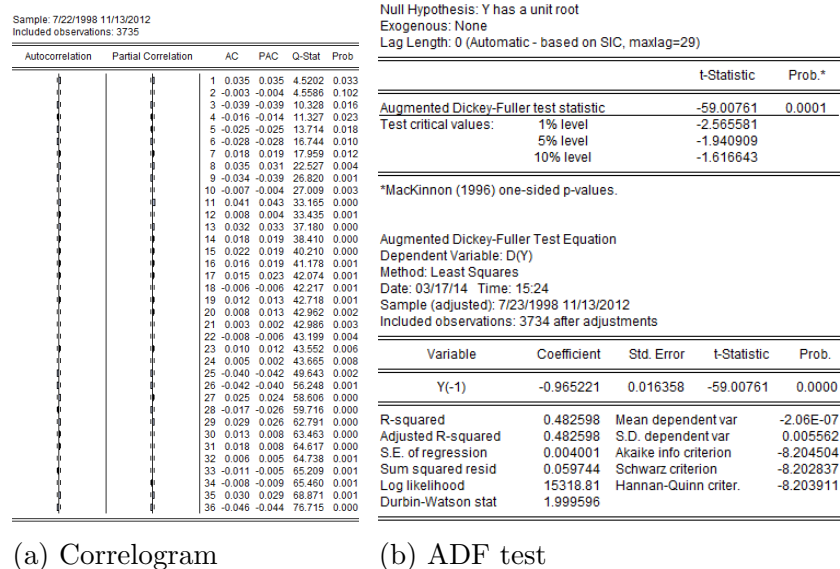 Sample: 7/22/1998 11/13/2012
Included observations: 3735
Autocorrelation Partial Correlation AC PAC Q-Stat Prob
1 0.035 0.035 4.5202 0.033
2 -0.003 -0.004 4.5586 0.102
3 -0.039 -0.039 10.328 0.016
4 -0.016 -0.014 11.327 0.023
5 -0.025 -0.025 13.714 0.018
6 -0.028 -0.028 16.744 0.010
7 0.018 0.019 17.959 0.012
8 0.035 0.031 22.527 0.004
9 -0.034 -0.039 26.820 0.001
10 -0.007 -0.004 27.009 0.003
11 0.041 0.043 33.165 0.000
12 0.008 0.004 33.435 0.001
13 0.032 0.033 37.180 0.000
14 0.018 0.019 38.410 0.000
15 0.022 0.019 40.210 0.000
16 0.016 0.019 41.178 0.001
17 0.015 0.023 42.074 0.001
18 -0.006 -0.006 42.217 0.001
19 0.012 0.013 42.718 0.001
20 0.008 0.013 42.962 0.002
21 0.003 0.002 42.986 0.003
22 -0.008 -0.006 43.199 0.004
23 0.010 0.012 43.552 0.006
24 0.005 0.002 43.665 0.008
25 -0.040 -0.042 49.643 0.002
26 -0.042 -0.040 56.248 0.001
27 0.025 0.024 58.606 0.000
28 -0.017 -0.026 59.716 0.000
29 0.029 0.026 62.791 0.000
30 0.013 0.008 63.463 0.000
31 0.018 0.008 64.617 0.000
32 0.006 0.005 64.738 0.001
33 -0.011 -0.005 65.209 0.001
34 -0.008 -0.009 65.460 0.001
35 0.030 0.029 68.871 0.001
36 -0.046 -0.044 76.715 0.000
(a) Correlogram
Null Hypothesis: Y has a unit root
Exogenous: None
Lag Length: 0 (Automatic - based on SIC, maxlag=29)
t-Statistic Prob.*
Augmented Dickey-Fuller test statistic -59.00761 0.0001
Test critical values: 1% level -2.565581
5% level -1.940909
10% level -1.616643
*MacKinnon (1996) one-sided p-values.
Augmented Dickey-Fuller Test Equation
Dependent Variable: D(Y)
Method: Least Squares
Date: 03/17/14 Time: 15:24
Sample (adjusted): 7/23/1998 11/13/2012
Included observations: 3734 after adjustments
Variable Coefficient Std. Error t-Statistic Prob.
Y(-1) -0.965221 0.016358 -59.00761 0.0000
R-squared 0.482598 Mean dependent var -2.06E-07
Adjusted R-squared 0.482598 S.D. dependent var 0.005562
S.E. of regression 0.004001 Akaike info criterion -8.204504
Sum squared resid 0.059744 Schwarz criterion -8.202837
Log likelihood 15318.81 Hannan-Quinn criter. -8.203911
Durbin-Watson stat 1.999596
(b) ADF test